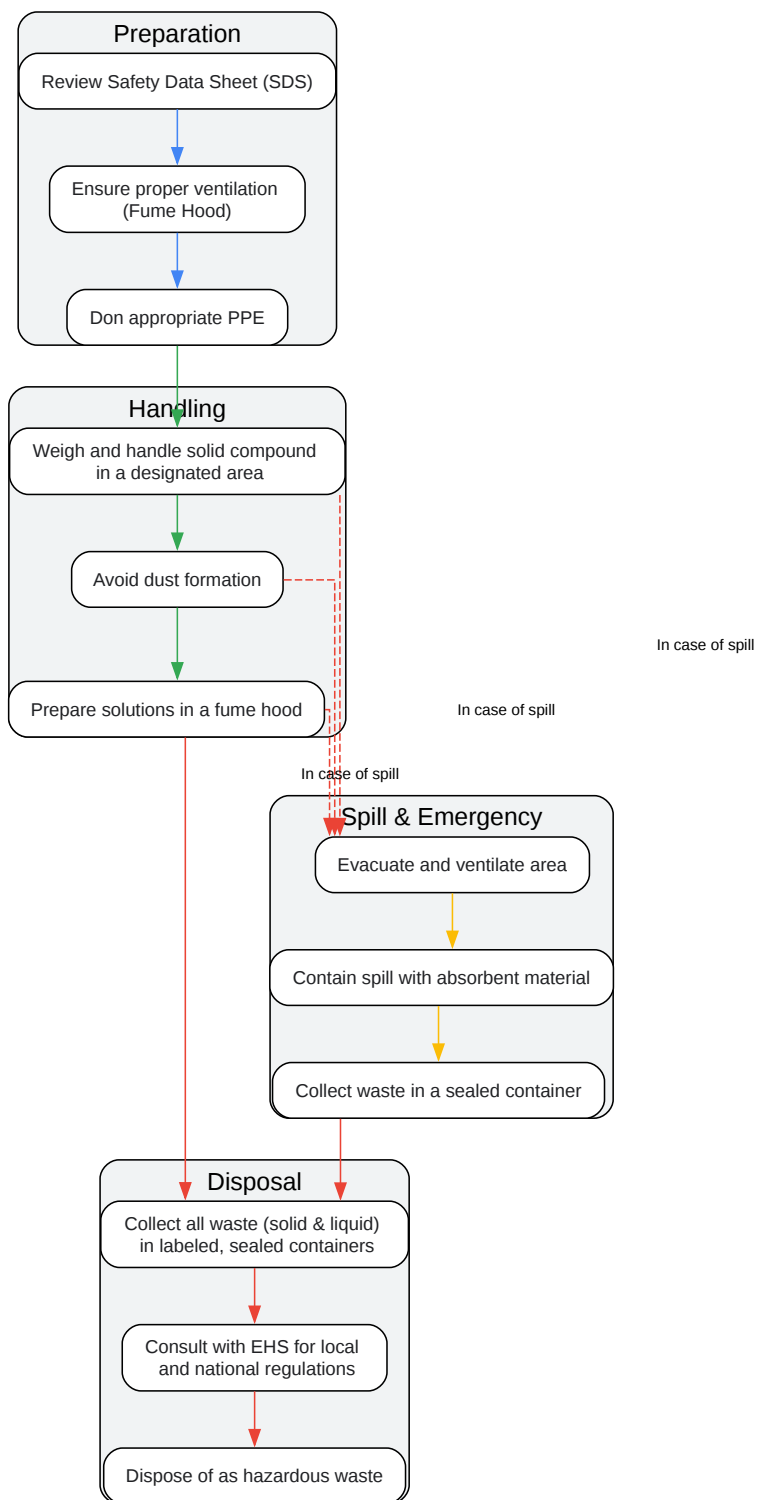 Preparation
Review Safety Data Sheet (SDS)
Ensure proper ventilation
(Fume Hood)
Don appropriate PPE
Handling
Weigh and handle solid compound
in a designated area
Avoid dust formation
In case of spill
Prepare solutions in a fume hood
In case of spill
In case of spill
Spill & Emergency
Evacuate and ventilate area
Contain spill with absorbent material
Collect waste in a sealed container
Disposal
Collect all waste (solid & liquid)
in labeled, sealed containers
Consult with EHS for local
and national regulations
Dispose of as hazardous waste